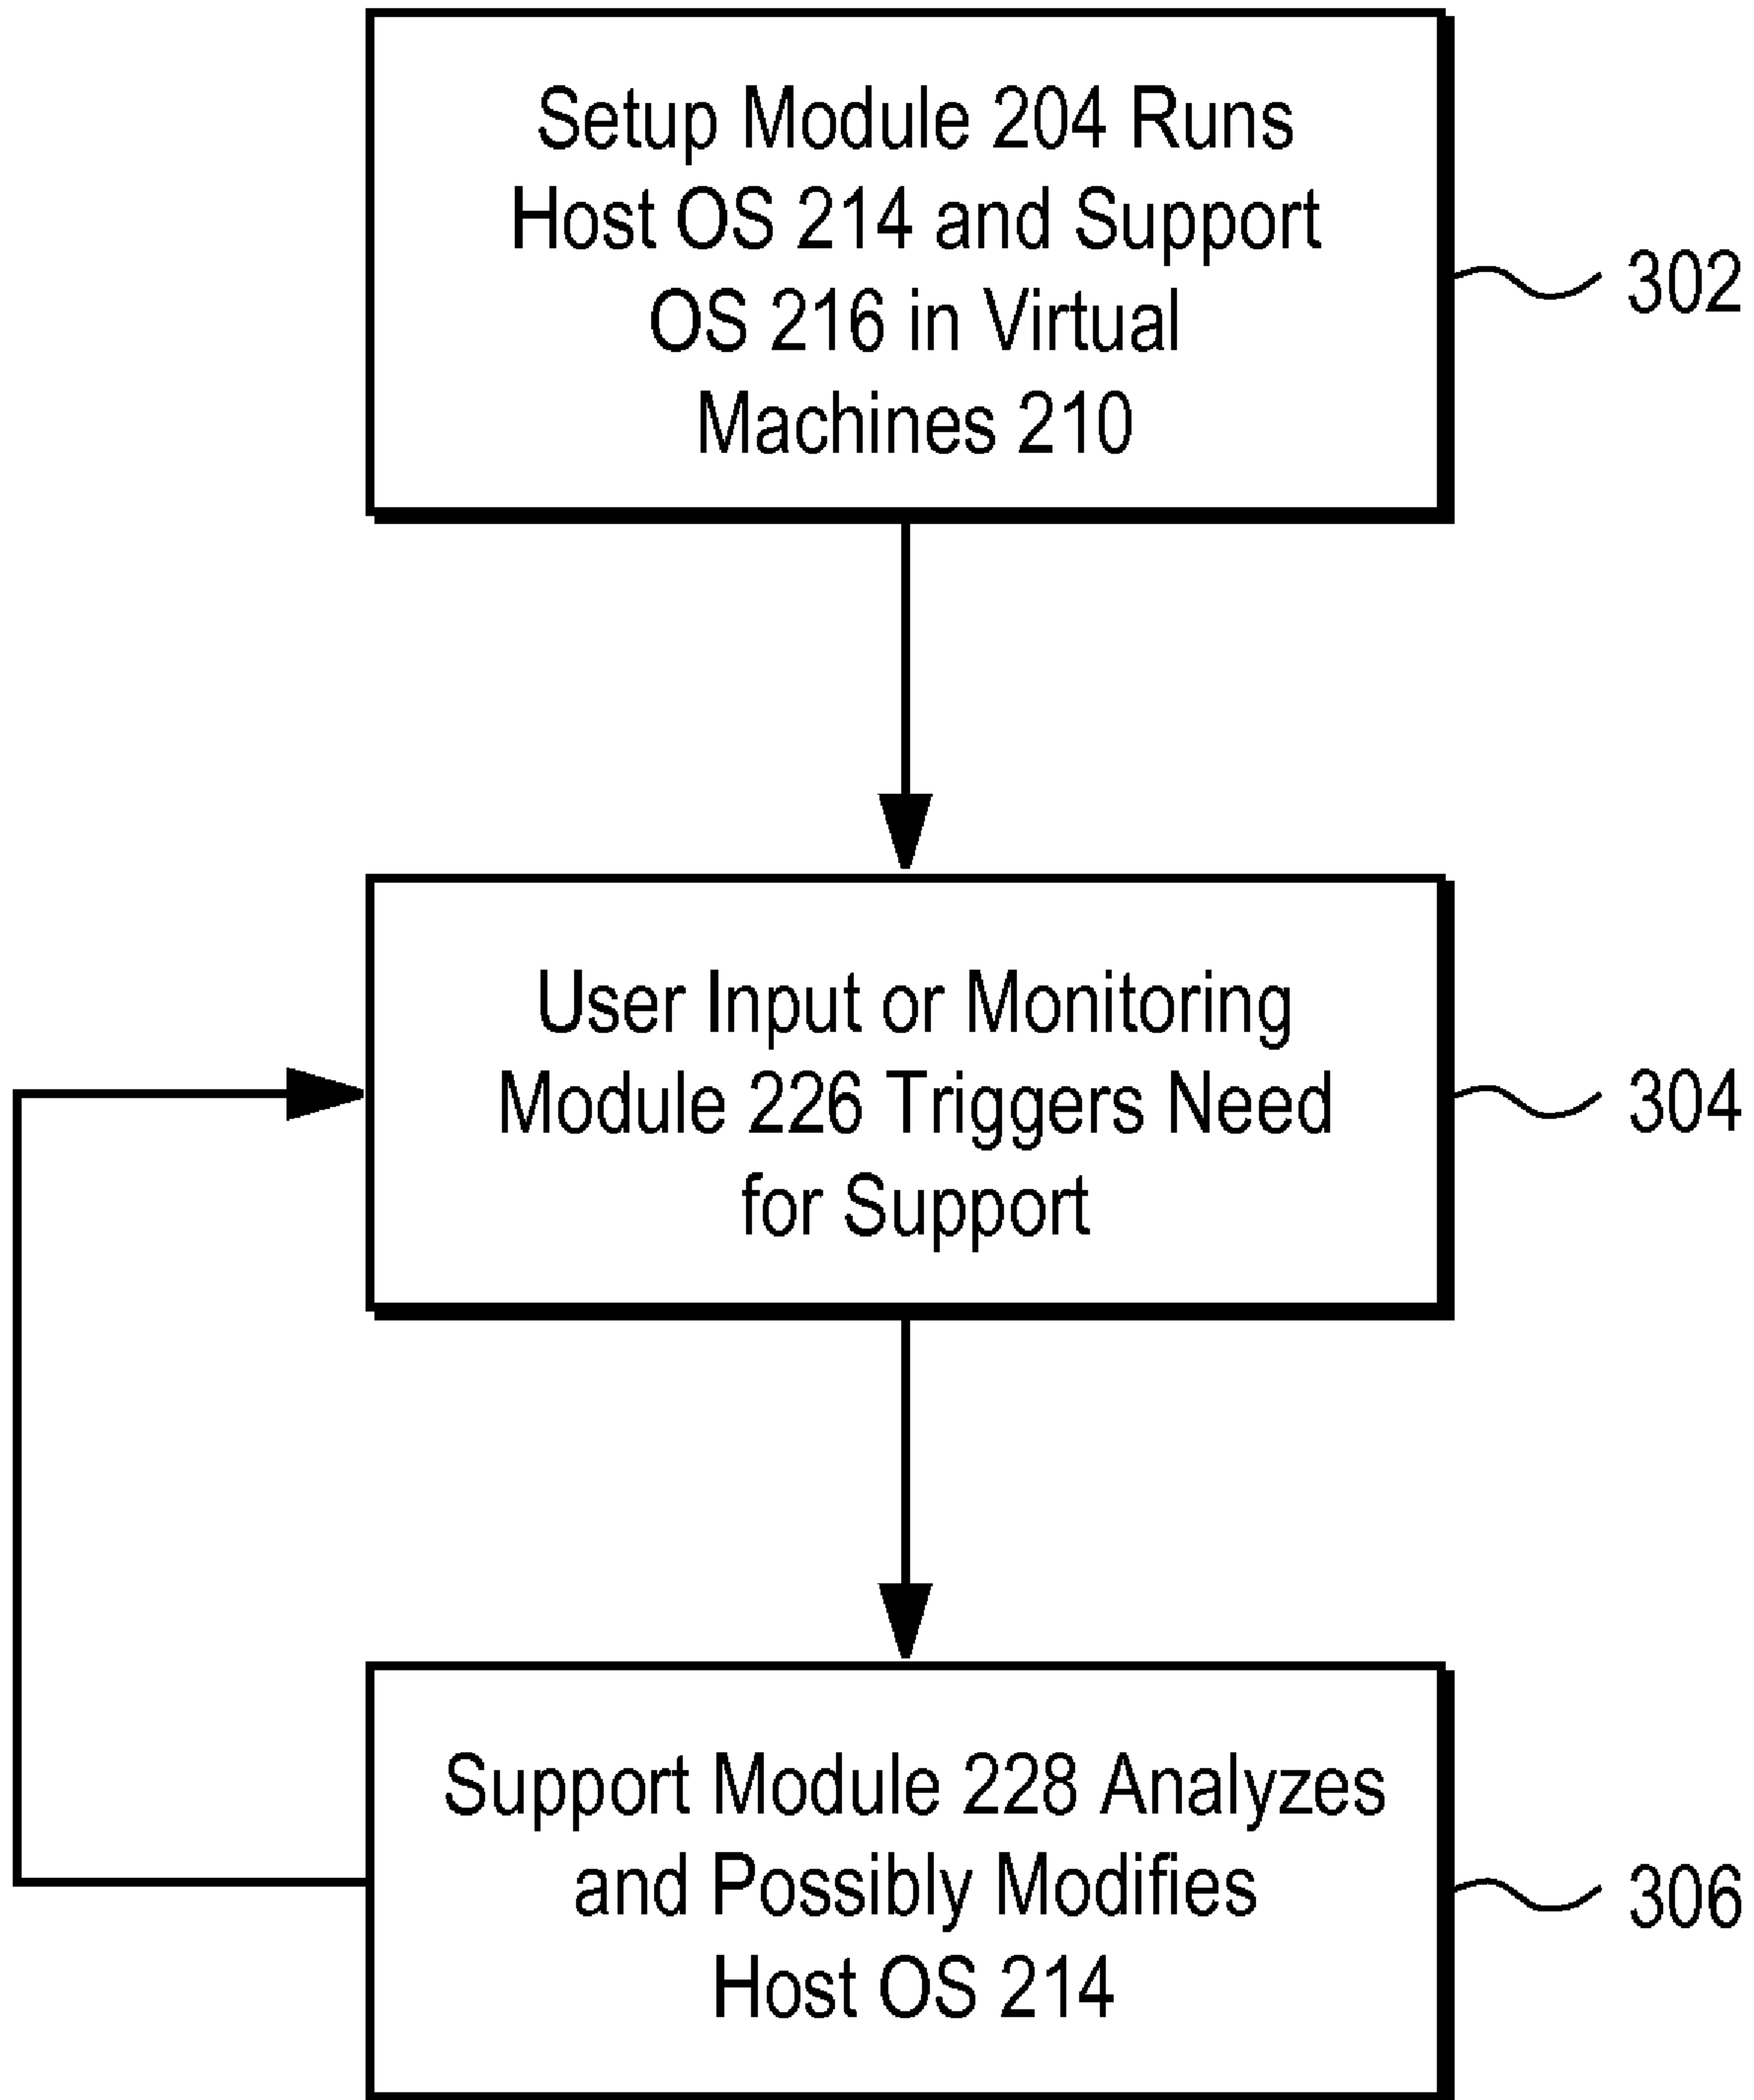 Setup Module 204 Runs
Host OS 214 and Support
OS 216 in Virtual
Machines 210
302
User Input or Monitoring
Module 226 Triggers Need
for Support
304
Support Module 228 Analyzes
and Possibly Modifies
Host OS 214
306